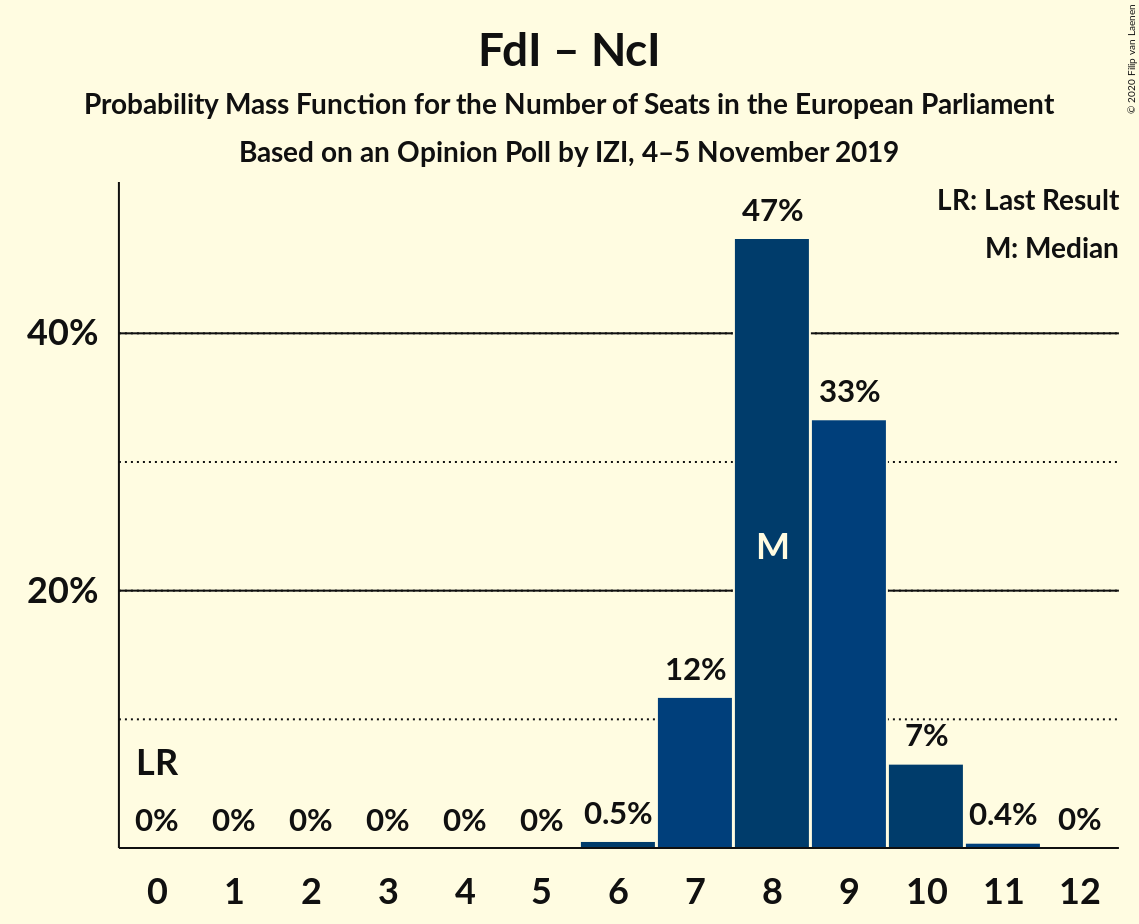 FdI – NcI
Probability Mass Function for the Number of Seats in the European Parliament
Based on an Opinion Poll by IZI, 4–5 November 2019
© 2020 Filip van Laenen
LR: Last Result
M: Median
47%
40%
33%
M
20%
12%
7%
LR
0% 0% 0% 0% 0% 0% 0.5% 0.4% 0%
0 1 2 3 4 5 6 7 8 9 10 11 12